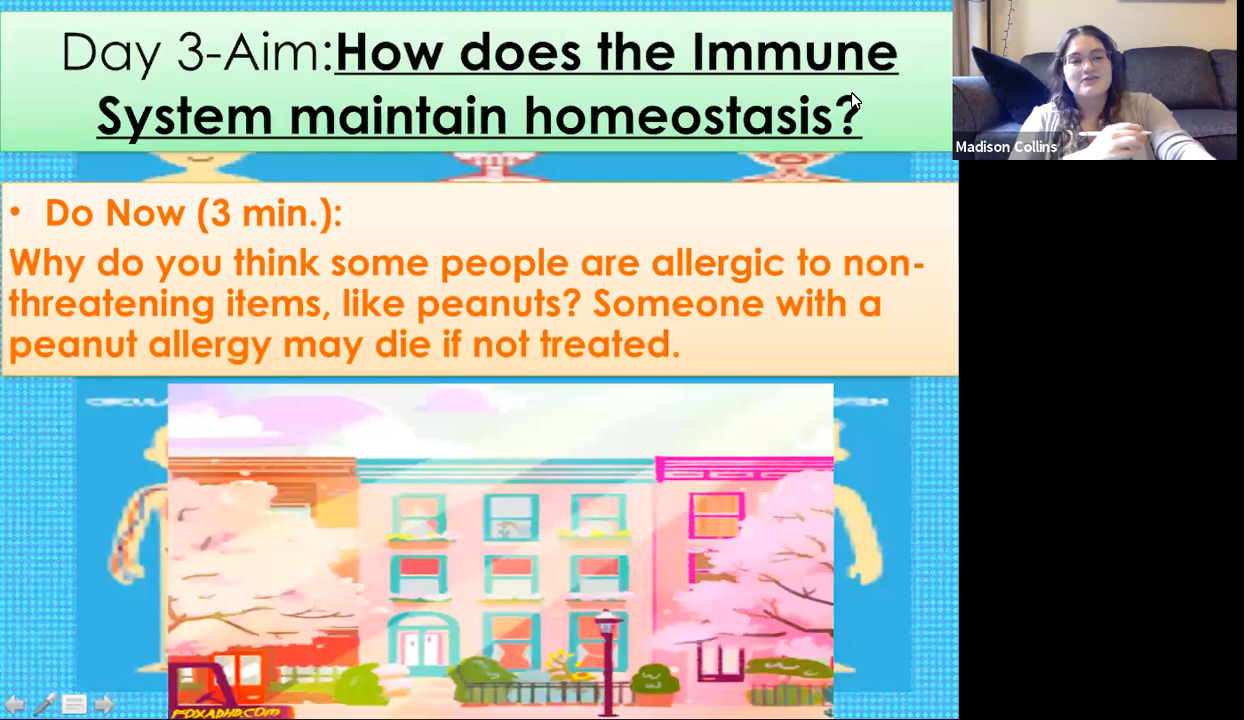 Day 3-Aim:How does the Immune
System maintain homeostasis?
Madison Collins
• Do Now (3 min.):
Why do you think some people are allergic to non-
threatening items, like peanuts? Someone with a
peanut allergy may die if not treated.
FOXADHD.COM